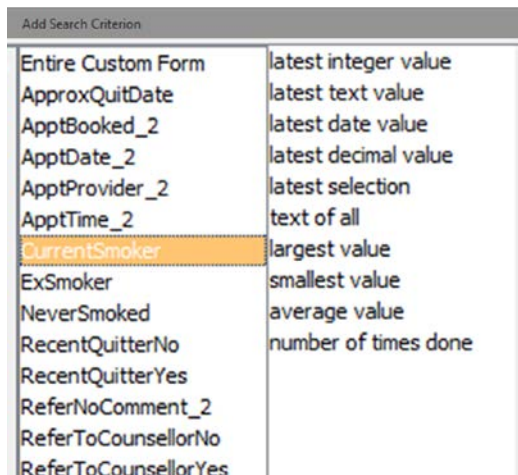 Add Search Criterion
Entire Custom Form
ApproxQuitDate
ApptBooked_2
ApptDate_2
ApptProvider_2
ApptTime_2
CurrentSmoker
ExSmoker
NeverSmoked
RecentQuitterNo
RecentQuitterYes
ReferNoComment_2
ReferToCounsellorNo
ReferToCounsellorYes
latest integer value
latest text value
latest date value
latest decimal value
latest selection
text of all
largest value
smallest value
average value
number of times done